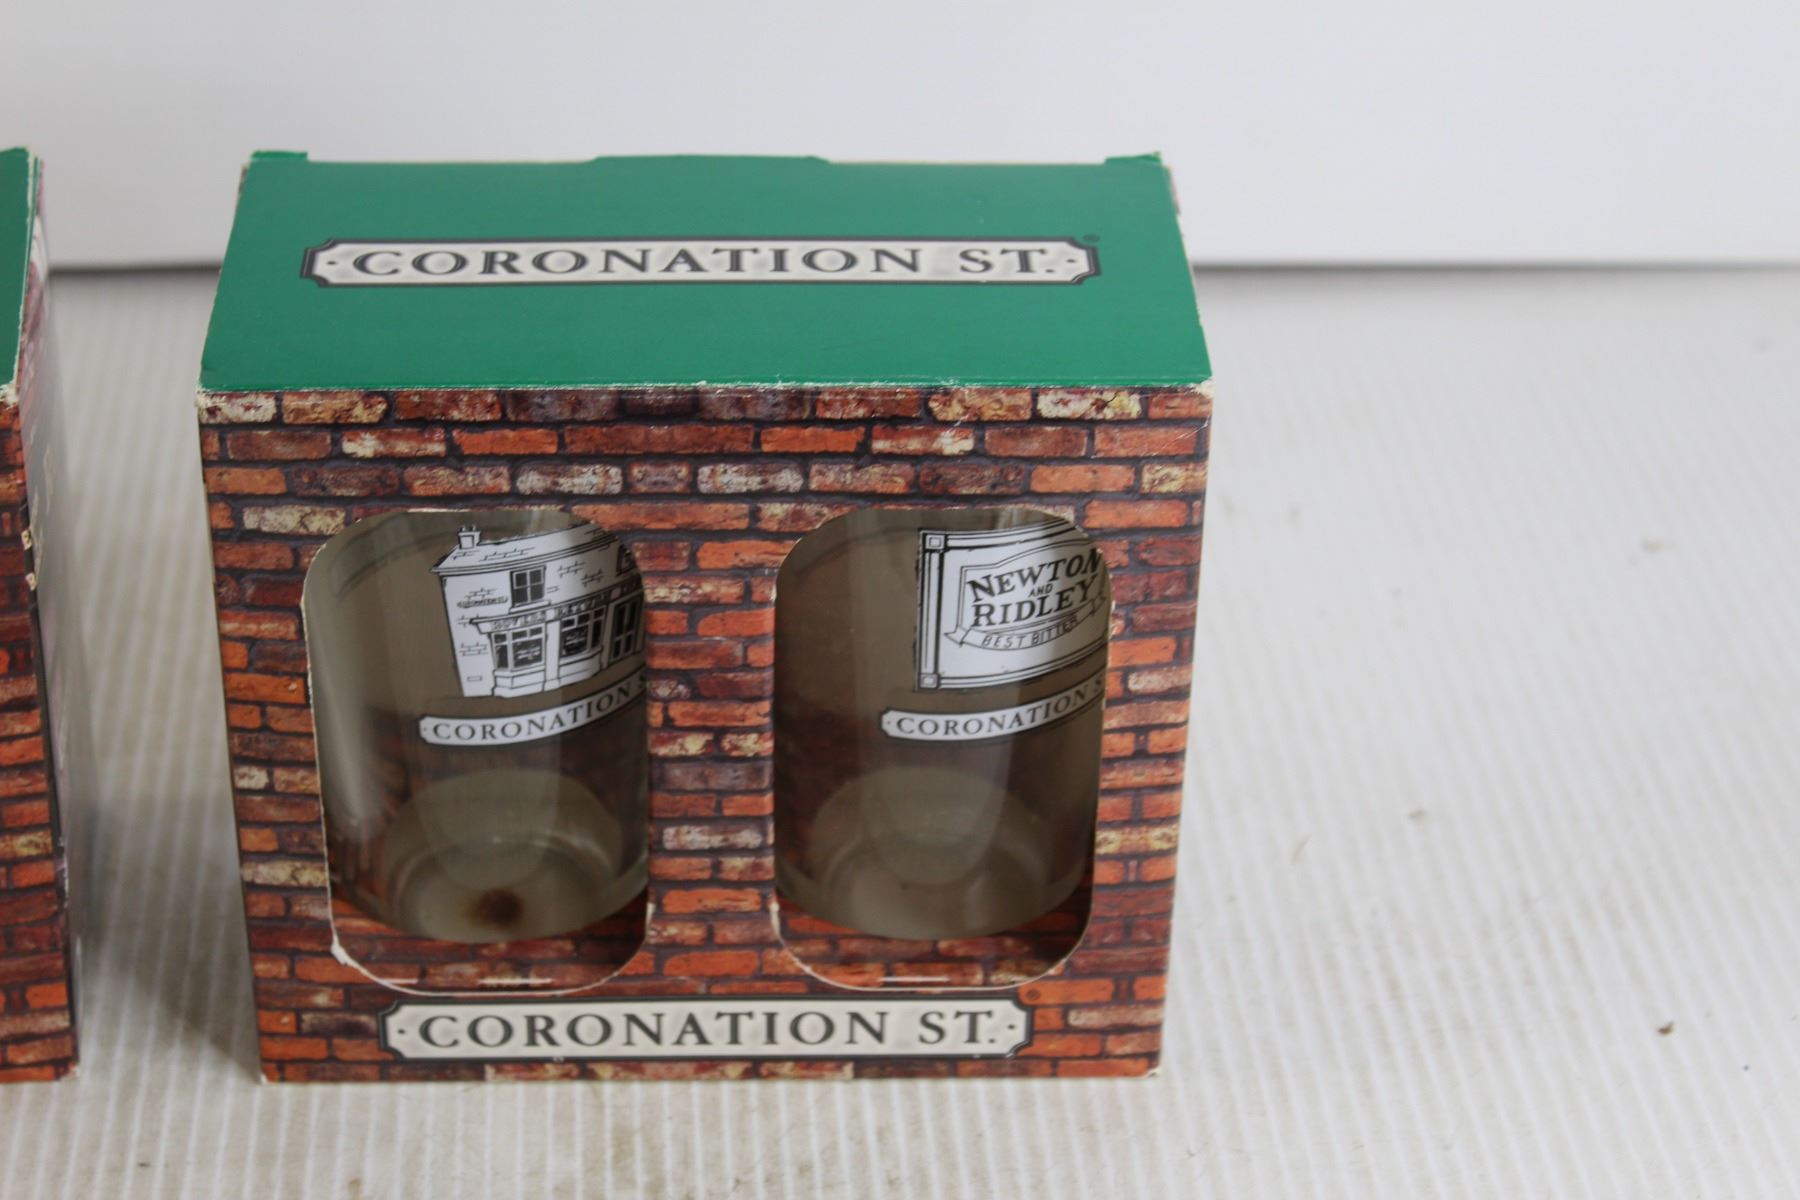 ·CORONATION ST.·®
NEWTON
AND
RIDLEY
BEST BITTER
·CORONATION
·CORONATION S
·CORONATION ST.·®